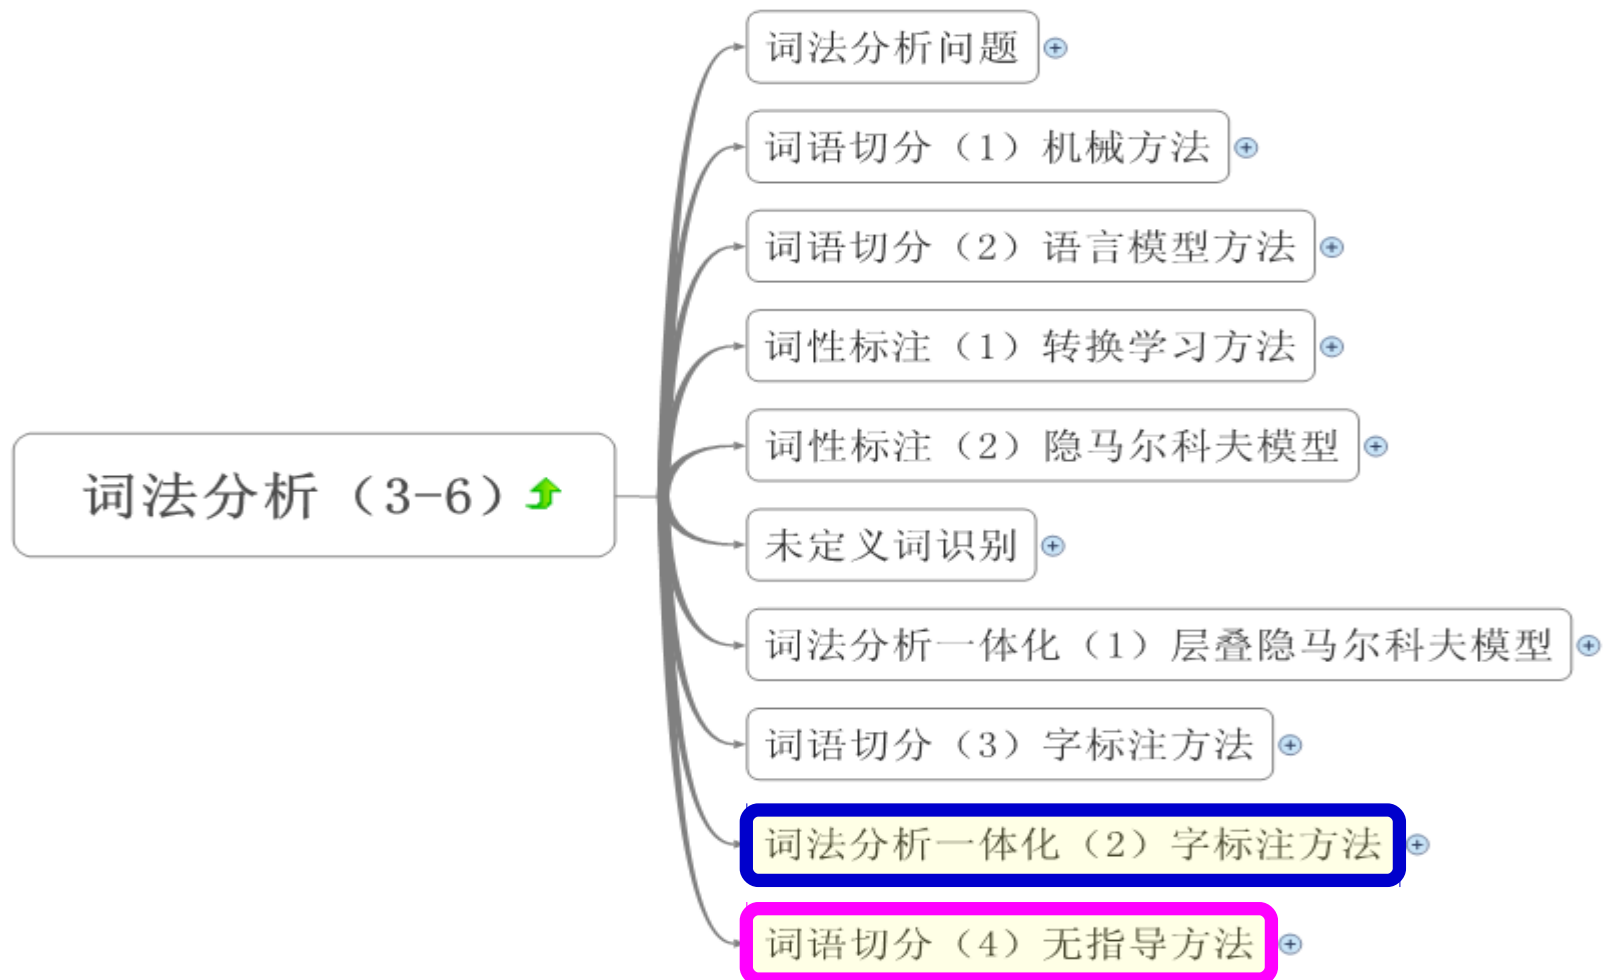 词法分析问题
词语切分（1）机械方法
词语切分（2）语言模型方法
词性标注（1）转换学习方法
词性标注（2）隐马尔科夫模型
词法分析（3-6）
未定义词识别
词法分析一体化（1）层叠隐马尔科夫模型
词语切分（3）字标注方法
词法分析一体化（2）字标注方法
词语切分（4）无指导方法